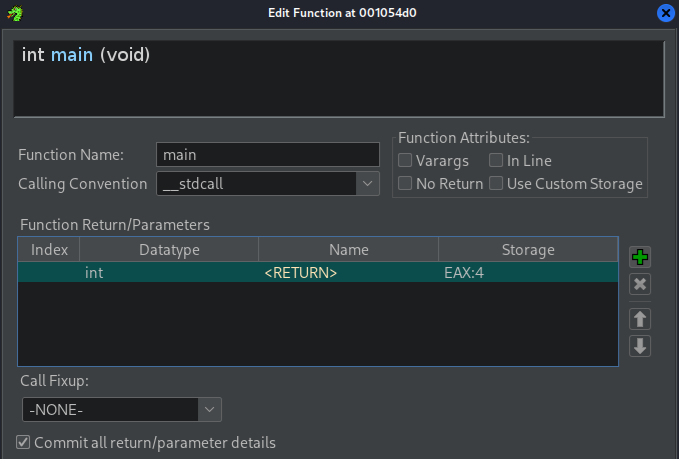 Edit Function at 001054d0
int main (void)
Function Name: main
Calling Convention __stdcall
Function Attributes:
Varargs In Line
No Return Use Custom Storage
Function Return/Parameters
Index Datatype Name Storage
int <RETURN> EAX:4
Call Fixup:
-NONE-
Commit all return/parameter details